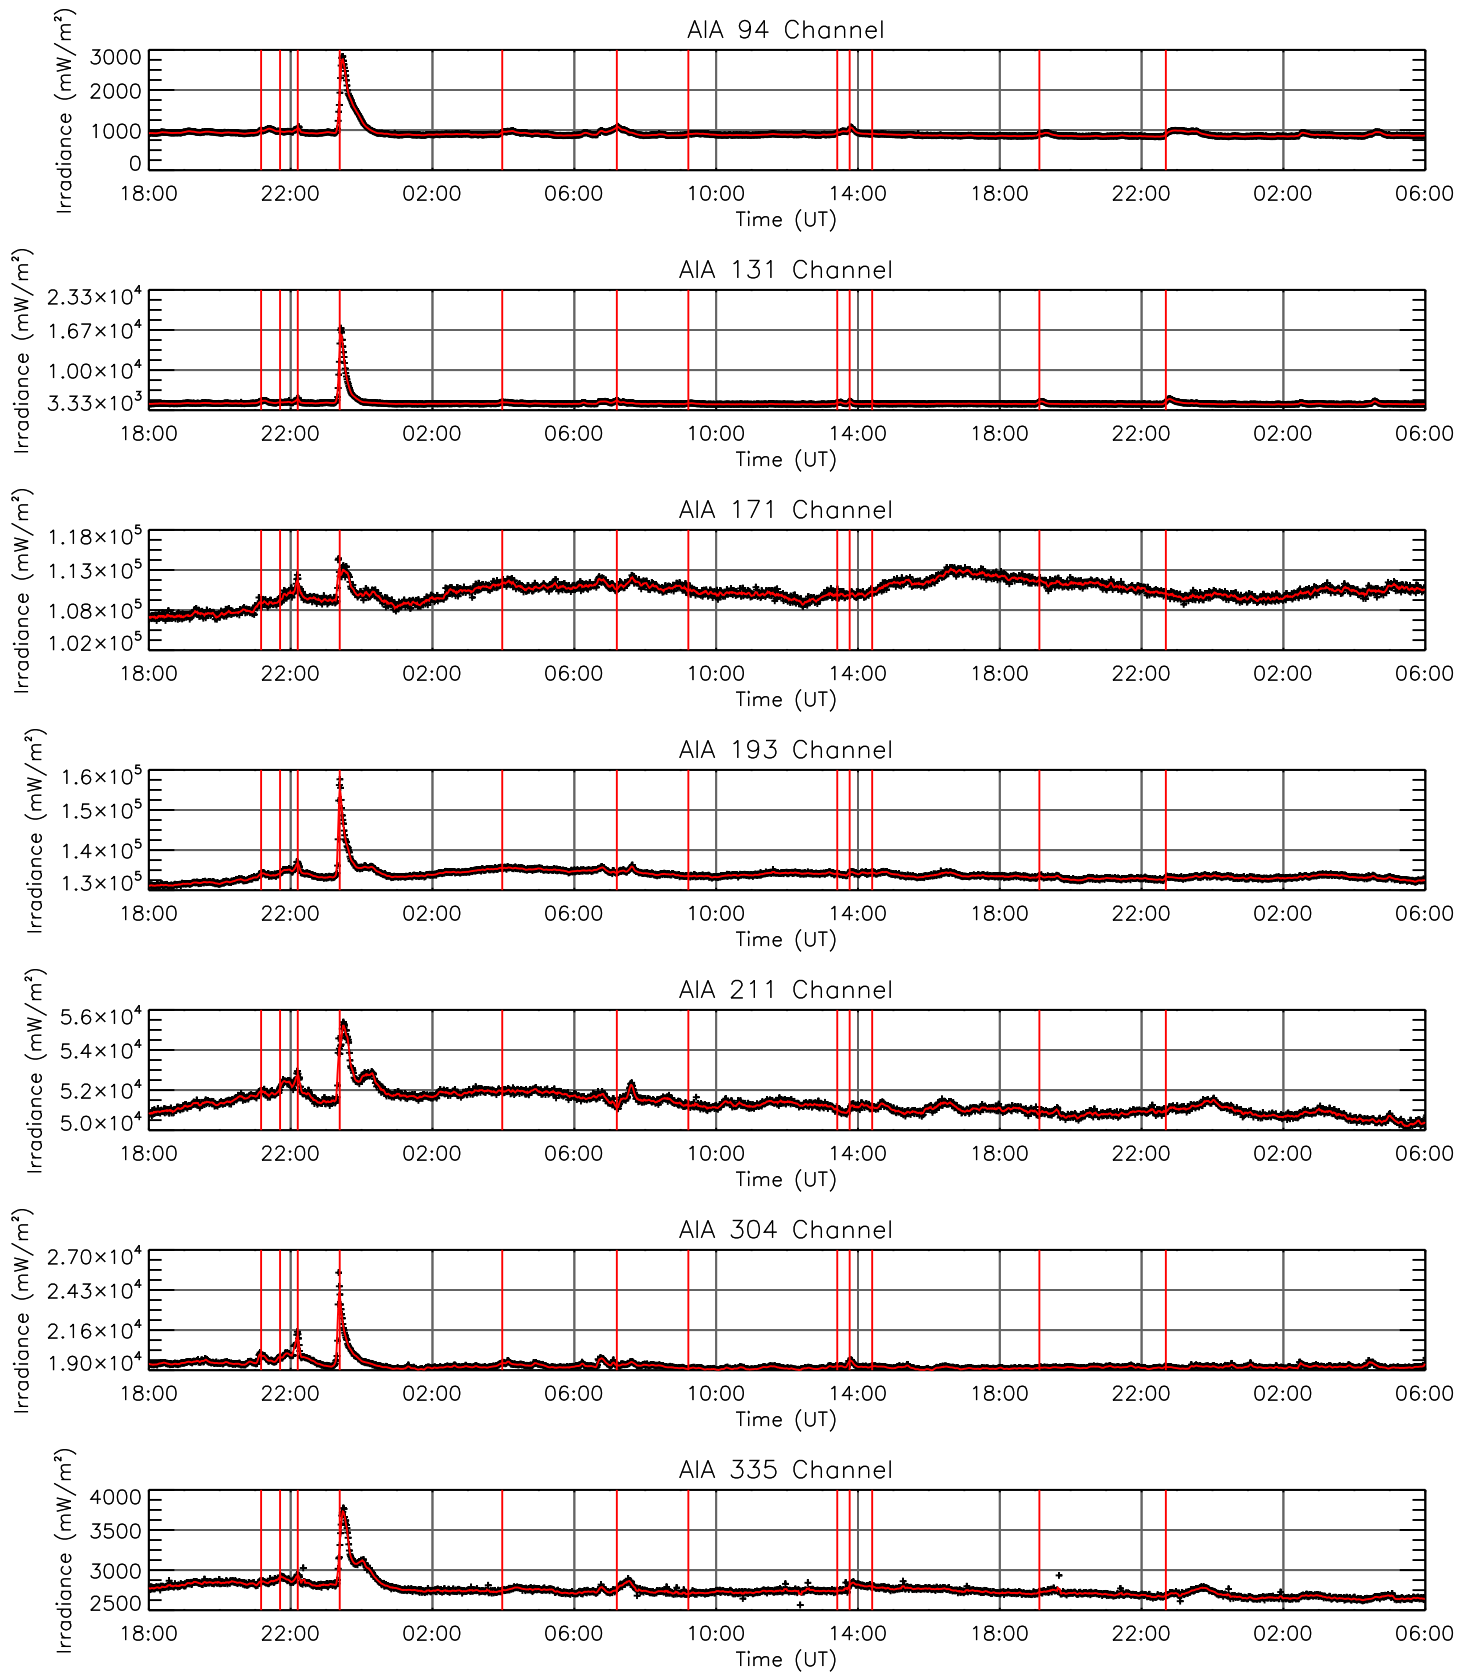 AIA 94 Channel
Irradiance (mW/m²)
3000
2000
1000
0
18:00 22:00 02:00 06:00 10:00 14:00 18:00 22:00 02:00 06:00
Time (UT)
AIA 131 Channel
Irradiance (mW/m²)
2.33×10⁴
1.67×10⁴
1.00×10⁴
3.33×10³
18:00 22:00 02:00 06:00 10:00 14:00 18:00 22:00 02:00 06:00
Time (UT)
AIA 171 Channel
Irradiance (mW/m²)
1.18×10⁵
1.13×10⁵
1.08×10⁵
1.02×10⁵
18:00 22:00 02:00 06:00 10:00 14:00 18:00 22:00 02:00 06:00
Time (UT)
AIA 193 Channel
Irradiance (mW/m²)
1.6×10⁵
1.5×10⁵
1.4×10⁵
1.3×10⁵
18:00 22:00 02:00 06:00 10:00 14:00 18:00 22:00 02:00 06:00
Time (UT)
AIA 211 Channel
Irradiance (mW/m²)
5.6×10⁴
5.4×10⁴
5.2×10⁴
5.0×10⁴
18:00 22:00 02:00 06:00 10:00 14:00 18:00 22:00 02:00 06:00
Time (UT)
AIA 304 Channel
Irradiance (mW/m²)
2.70×10⁴
2.43×10⁴
2.16×10⁴
1.90×10⁴
18:00 22:00 02:00 06:00 10:00 14:00 18:00 22:00 02:00 06:00
Time (UT)
AIA 335 Channel
Irradiance (mW/m²)
4000
3500
3000
2500
18:00 22:00 02:00 06:00 10:00 14:00 18:00 22:00 02:00 06:00
Time (UT)